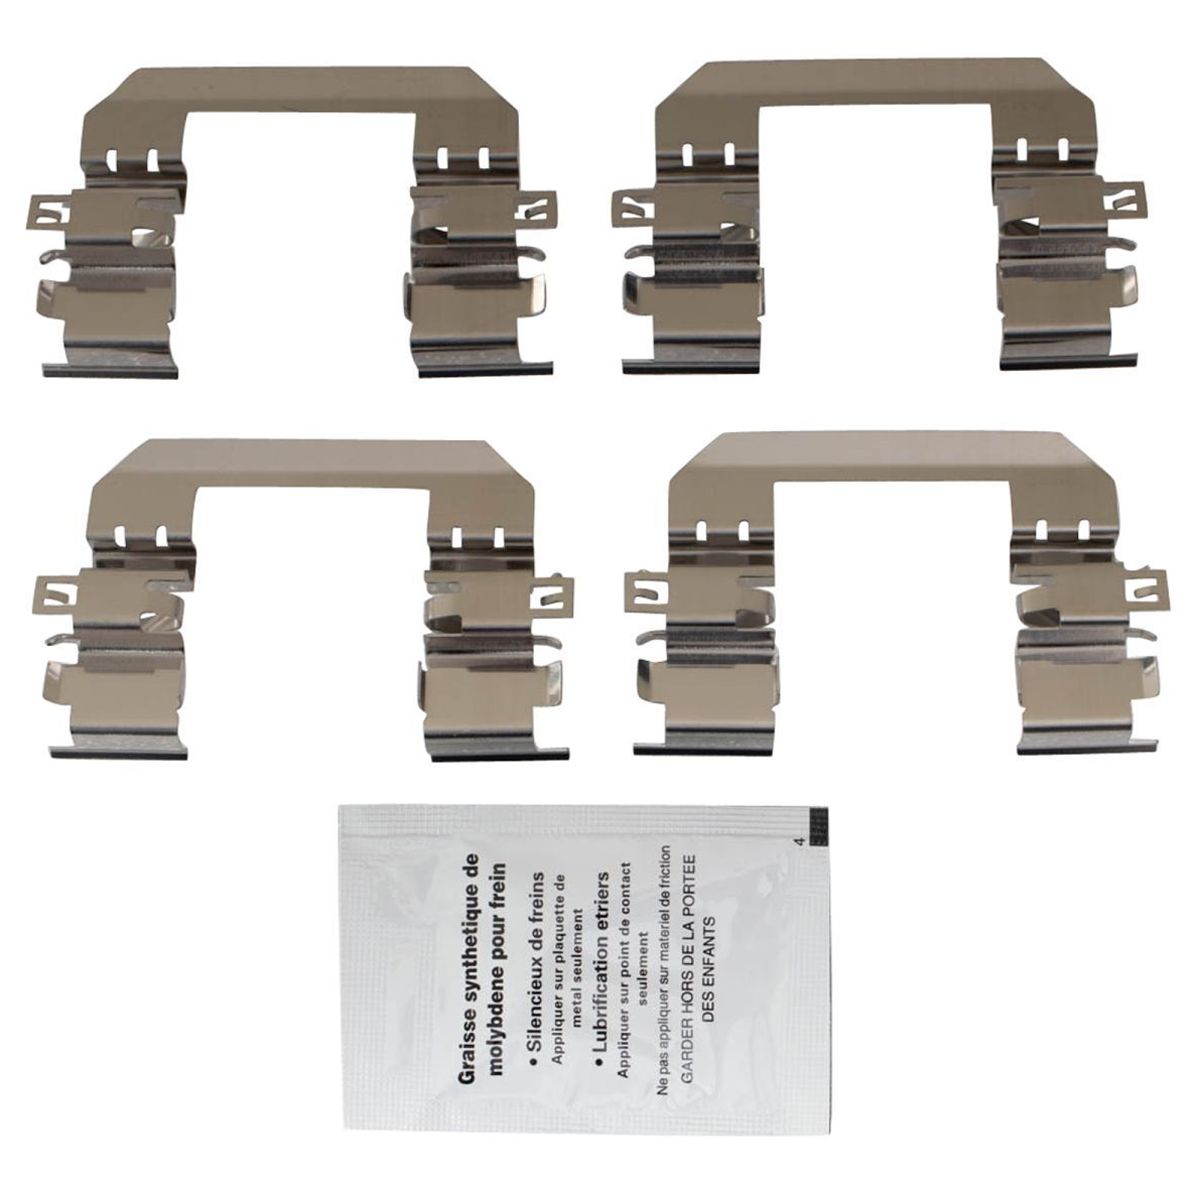 Graisse synthetique de
molybdene pour frein
• Silencieux de freins
Appliquer sur plaquette de
metal seulement
• Lubrification etriers
Appliquer sur point de contact
seulement
Ne pas appliquer sur materiel de friction
GARDER HORS DE LA PORTEE
DES ENFANTS
4